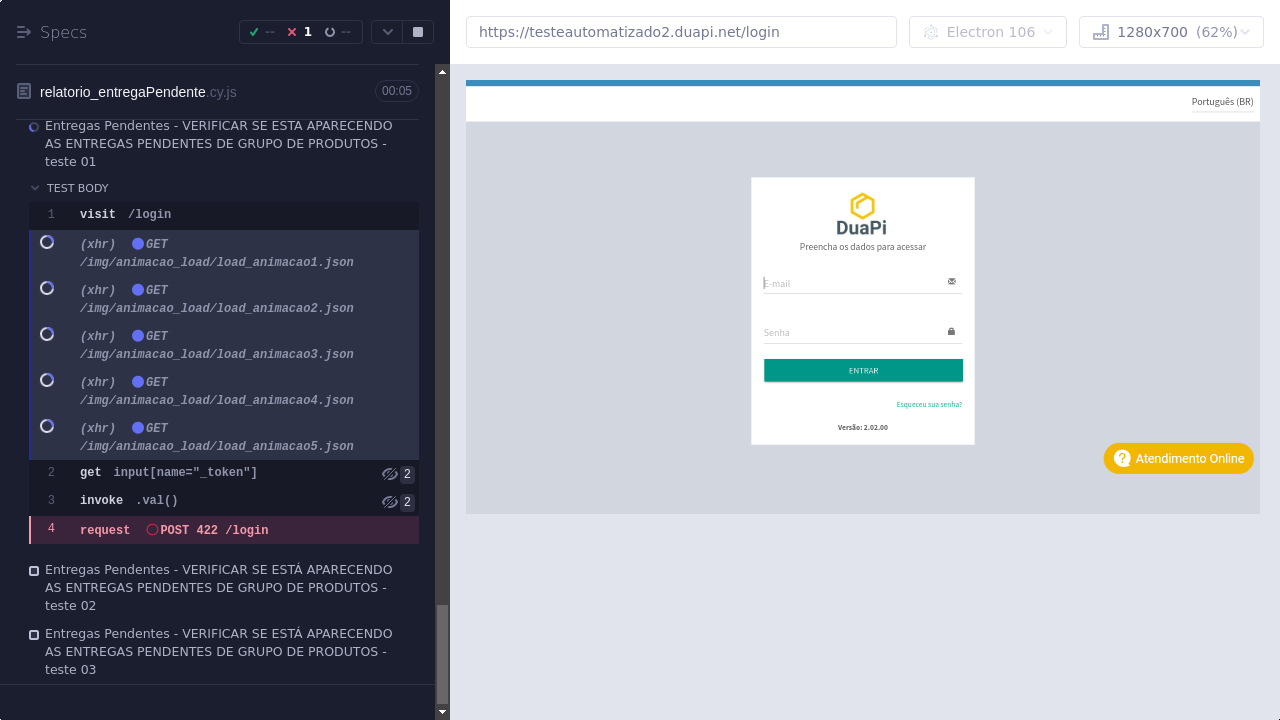 Specs
-- 1 --
relatorio_entregaPendente.cy.js
00:05
Entregas Pendentes - VERIFICAR SE ESTÁ APARECENDO
AS ENTREGAS PENDENTES DE GRUPO DE PRODUTOS -
teste 01
TEST BODY
1 visit /login
(xhr) GET
/img/animacao_load/load_animacao1.json
(xhr) GET
/img/animacao_load/load_animacao2.json
(xhr) GET
/img/animacao_load/load_animacao3.json
(xhr) GET
/img/animacao_load/load_animacao4.json
(xhr) GET
/img/animacao_load/load_animacao5.json
2 get input[name="_token"] 2
3 invoke .val() 2
4 request POST 422 /login
Entregas Pendentes - VERIFICAR SE ESTÁ APARECENDO
AS ENTREGAS PENDENTES DE GRUPO DE PRODUTOS -
teste 02
Entregas Pendentes - VERIFICAR SE ESTÁ APARECENDO
AS ENTREGAS PENDENTES DE GRUPO DE PRODUTOS -
teste 03
https://testeautomatizado2.duapi.net/login
Electron 106
1280x700 (62%)
Português (BR)
DuaPi
Preencha os dados para acessar
E-mail
Senha
ENTRAR
Esqueceu sua senha?
Versão: 2.02.00
Atendimento Online